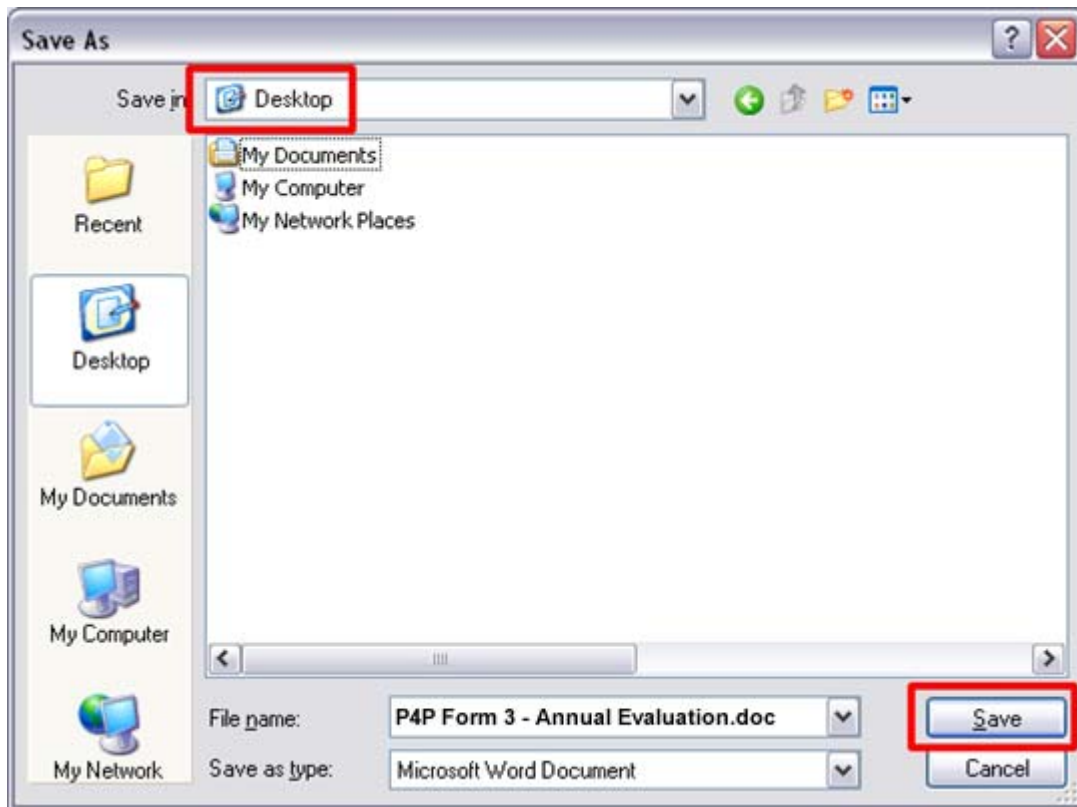 Save As
Save in
Desktop
My Documents
My Computer
My Network Places
Recent
Desktop
My Documents
My Computer
My Network
File name:
P4P Form 3 - Annual Evaluation.doc
Save
Save as type:
Microsoft Word Document
Cancel